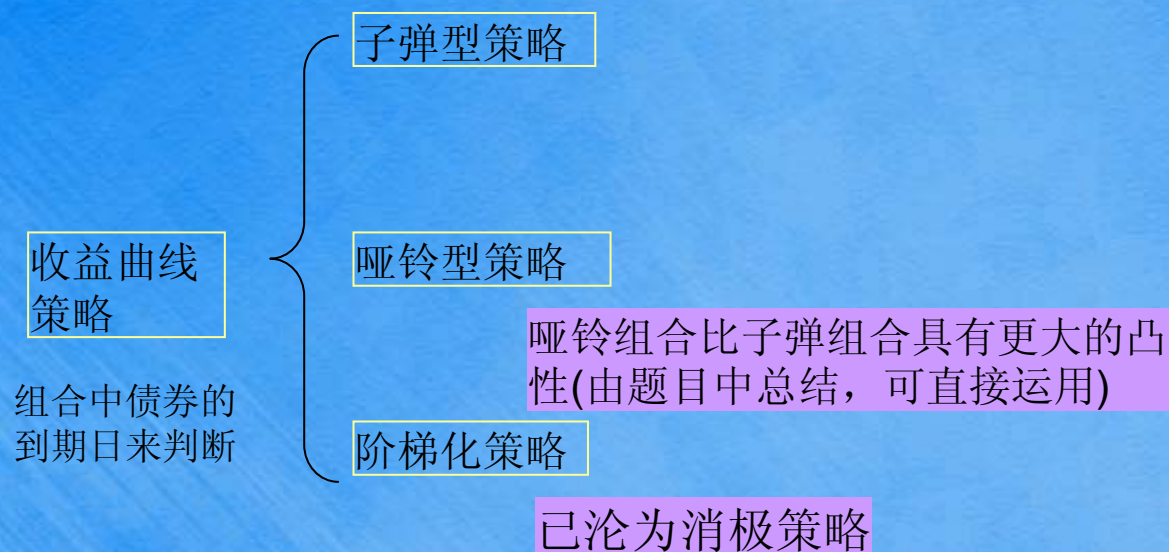 子弹型策略
收益曲线
策略
哑铃型策略
哑铃组合比子弹组合具有更大的凸
性(由题目中总结，可直接运用)
组合中债券的
到期日来判断
阶梯化策略
已沦为消极策略